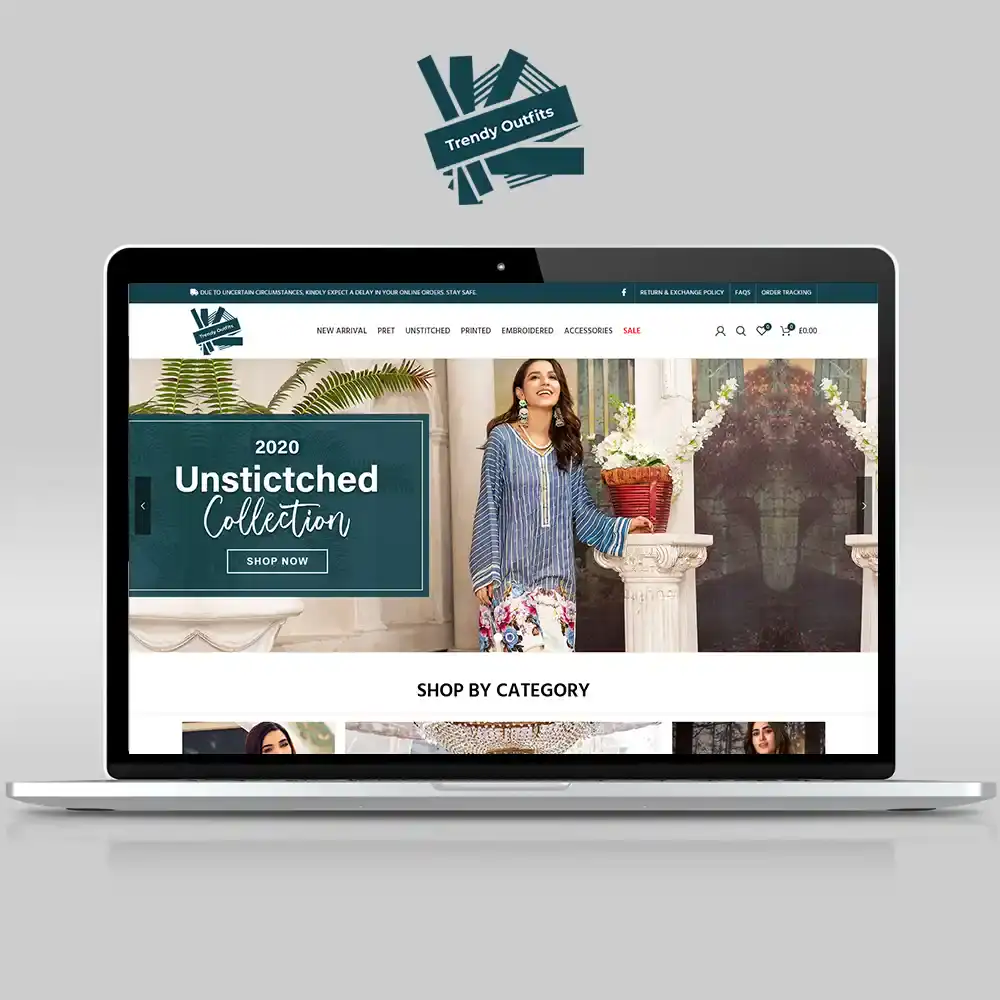 Trendy Outfits
DUE TO UNCERTAIN CIRCUMSTANCES, KINDLY EXPECT A DELAY IN YOUR ONLINE ORDERS. STAY SAFE.
RETURN & EXCHANGE POLICY
FAQS
ORDER TRACKING
Trendy Outfits
NEW ARRIVAL
PRET
UNSTITCHED
PRINTED
EMBROIDERED
ACCESSORIES
SALE
0
0
£0.00
2020
Unstictched
Collection
SHOP NOW
SHOP BY CATEGORY